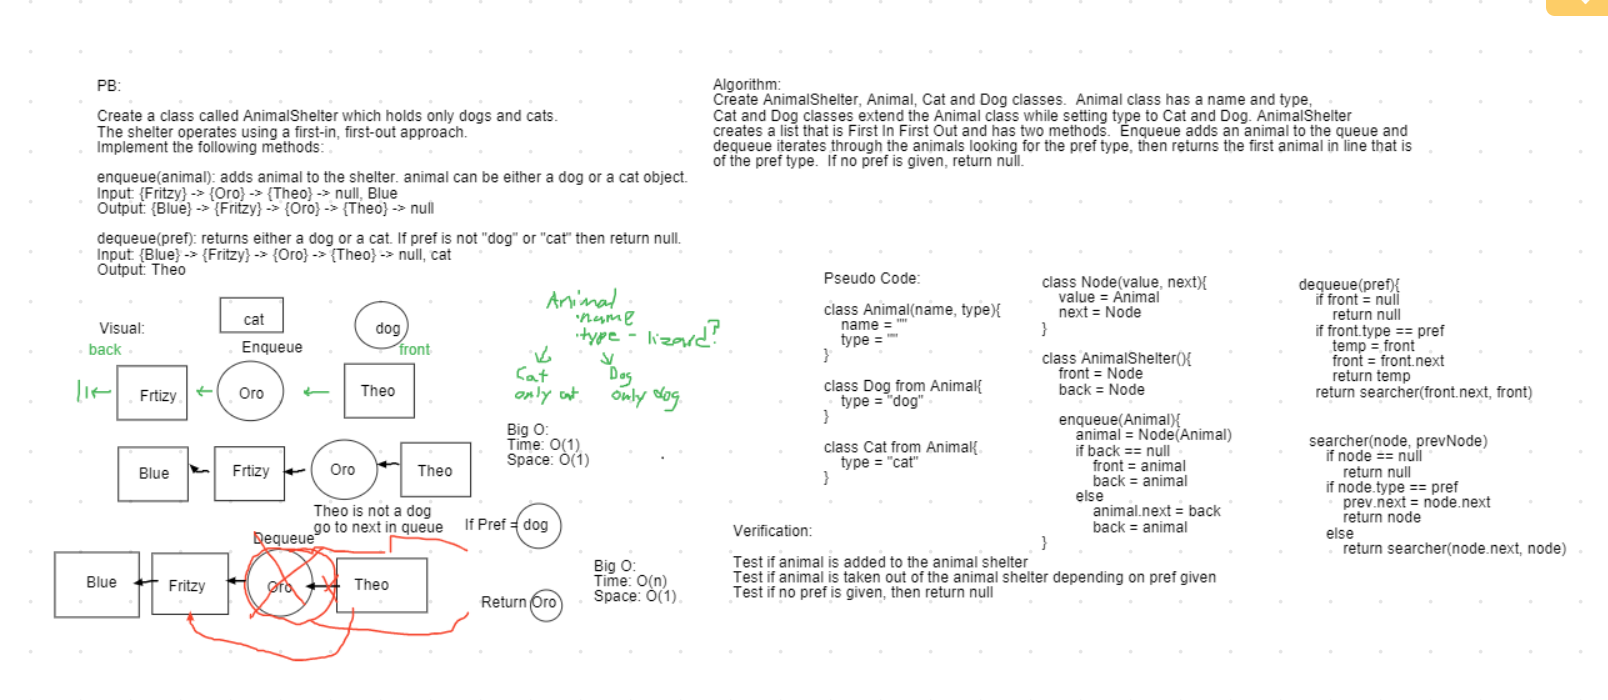 PB:
Create a class called AnimalShelter which holds only dogs and cats.
The shelter operates using a first-in, first-out approach.
Implement the following methods:
enqueue(animal): adds animal to the shelter. animal can be either a dog or a cat object.
Input: {Fritzy} -> {Oro} -> {Theo} -> null, Blue
Output: {Blue} -> {Fritzy} -> {Oro} -> {Theo} -> null
dequeue(pref): returns either a dog or a cat. If pref is not "dog" or "cat" then return null.
Input: {Blue} -> {Fritzy} -> {Oro} -> {Theo} -> null, cat
Output: Theo
Visual:
cat
dog
back
Enqueue
front
Frtizy
Oro
Theo
Animal
·name
·type - lizard?
Cat
only cat
Dog
only dog
Big O:
Time: O(1)
Space: O(1)
Blue
Frtizy
Oro
Theo
Theo is not a dog
go to next in queue
If Pref = dog
Dequeue
Blue
Fritzy
Oro
Theo
Return Oro
Big O:
Time: O(n)
Space: O(1)
Algorithm:
Create AnimalShelter, Animal, Cat and Dog classes. Animal class has a name and type,
Cat and Dog classes extend the Animal class while setting type to Cat and Dog. AnimalShelter
creates a list that is First In First Out and has two methods. Enqueue adds an animal to the queue and
dequeue iterates through the animals looking for the pref type, then returns the first animal in line that is
of the pref type. If no pref is given, return null.
Pseudo Code:
class Animal(name, type){
name = ""
type = ""
}
class Dog from Animal{
type = "dog"
}
class Cat from Animal{
type = "cat"
}
class Node(value, next){
value = Animal
next = Node
}
class AnimalShelter(){
front = Node
back = Node
enqueue(Animal){
animal = Node(Animal)
if back == null
front = animal
back = animal
else
animal.next = back
back = animal
}
dequeue(pref{
if front = null
return null
if front.type == pref
temp = front
front = front.next
return temp
return searcher(front.next, front)
searcher(node, prevNode)
if node == null
return null
if node.type == pref
prev.next = node.next
return node
else
return searcher(node.next, node)
Verification:
Test if animal is added to the animal shelter
Test if animal is taken out of the animal shelter depending on pref given
Test if no pref is given, then return null